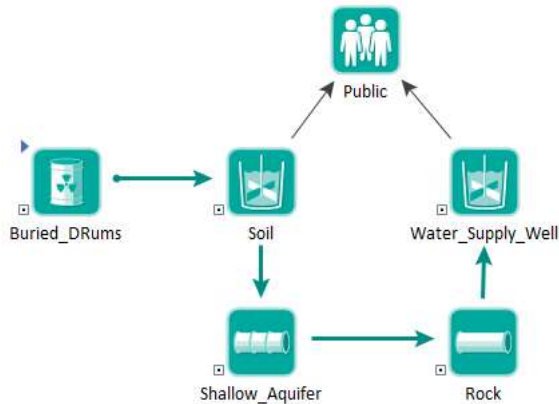 Public
Buried_DRums
Soil
Water_Supply_Well
Shallow_Aquifer
Rock